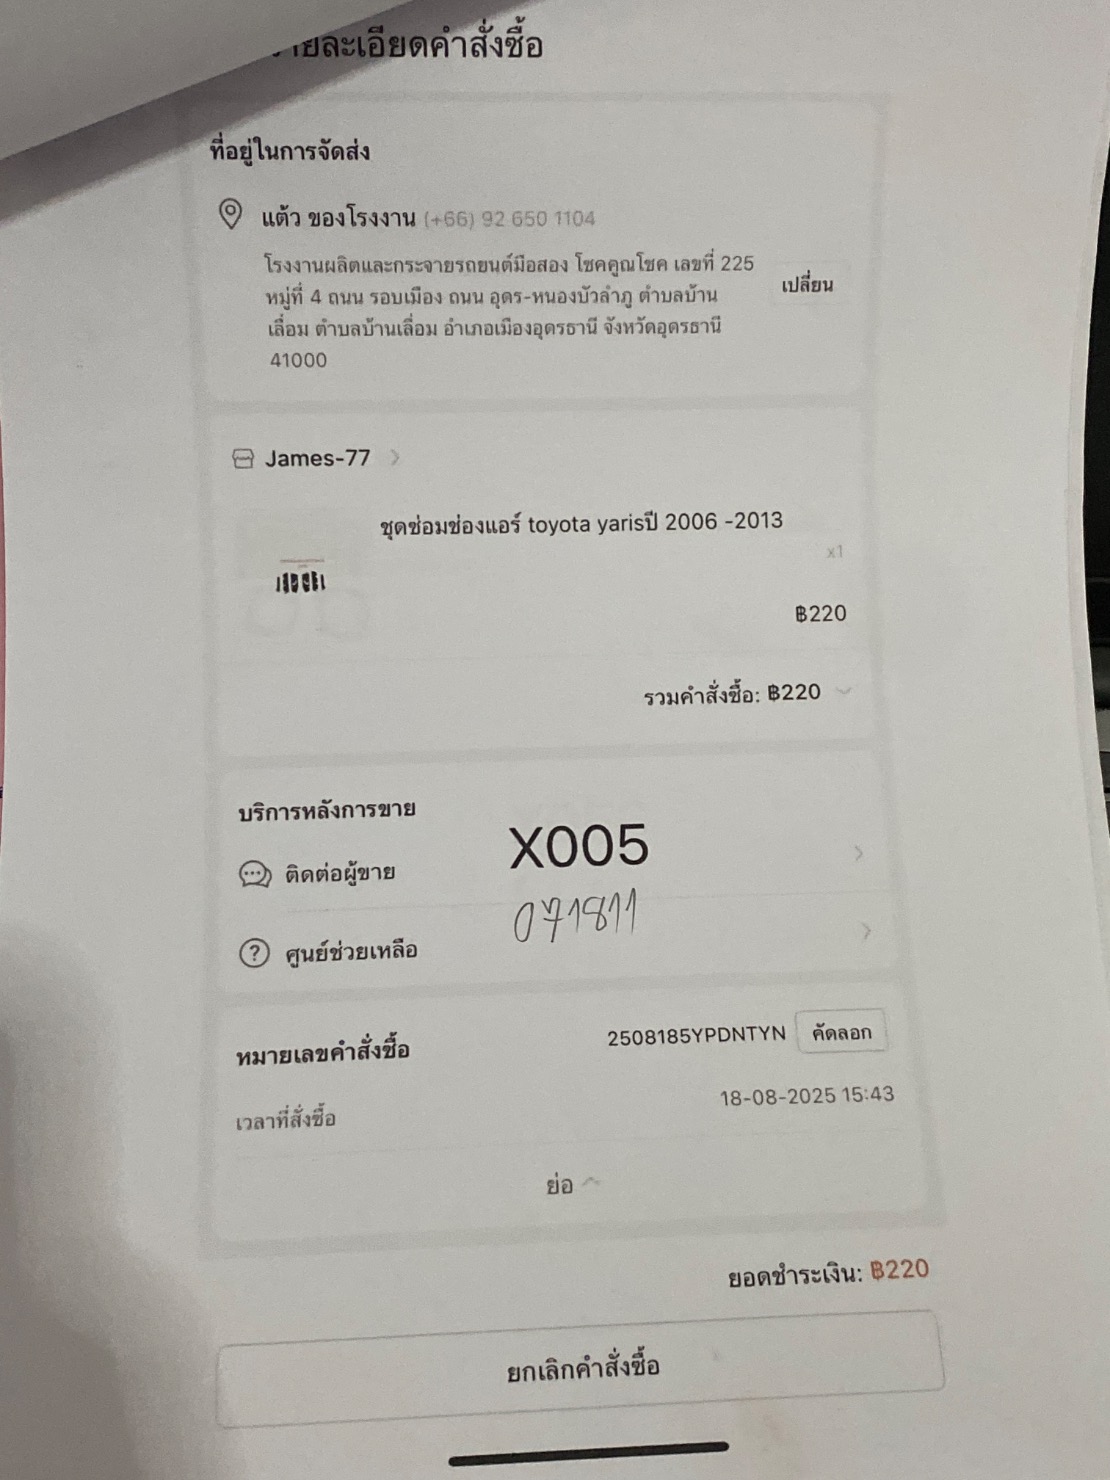 ายละเอียดคำสั่งซื้อ
ที่อยู่ในการจัดส่ง
แต้ว ของโรงงาน (+66) 92 650 1104
โรงงานผลิตและกระจายรถยนต์มือสอง โชคคูณโชค เลขที่ 225
หมู่ที่ 4 ถนน รอบเมือง ถนน อุดร-หนองบัวลำภู ตำบลบ้าน
เลื่อม ตำบลบ้านเลื่อม อำเภอเมืองอุดรธานี จังหวัดอุดรธานี
41000
เปลี่ยน
James-77
ชุดซ่อมช่องแอร์ toyota yarisปี 2006 -2013
x1
฿220
รวมคำสั่งซื้อ: ฿220
บริการหลังการขาย
X005
ติดต่อผู้ขาย
071811
ศูนย์ช่วยเหลือ
หมายเลขคำสั่งซื้อ 2508185YPDNTYN คัดลอก
เวลาที่สั่งซื้อ 18-08-2025 15:43
ย่อ
ยอดชำระเงิน: ฿220
ยกเลิกคำสั่งซื้อ